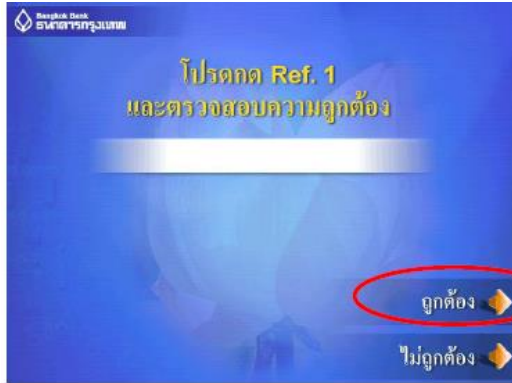 Bangkok Bank
ธนาคารกรุงเทพ
โปรดกด Ref. 1
และตรวจสอบความถูกต้อง
ถูกต้อง
ไม่ถูกต้อง